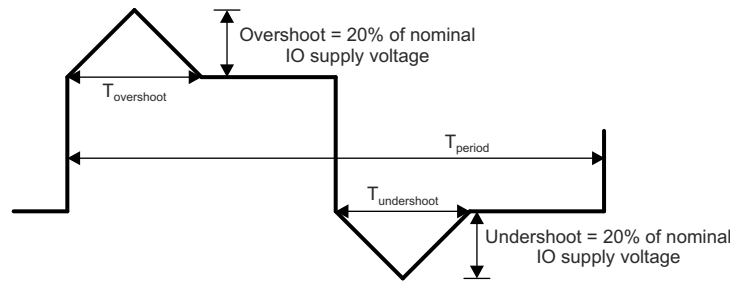 Overshoot = 20% of nominal
IO supply voltage
Tovershoot
Tperiod
Tundershoot
Undershoot = 20% of nominal
IO supply voltage